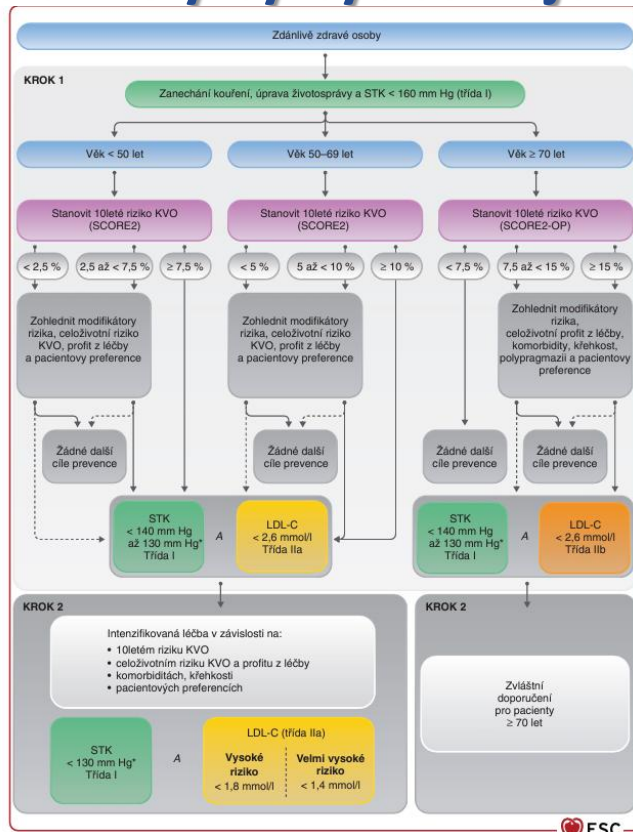 Zdánlivě zdravé osoby
KROK 1
Zanechání kouření, úprava životosprávy a STK < 160 mm Hg (třída I)
Věk < 50 let
Věk 50–69 let
Věk ≥ 70 let
Stanovit 10leté riziko KVO
(SCORE2)
Stanovit 10leté riziko KVO
(SCORE2)
Stanovit 10leté riziko KVO
(SCORE2-OP)
< 2,5 %
2,5 až < 7,5 %
≥ 7,5 %
< 5 %
5 až < 10 %
≥ 10 %
< 7,5 %
7,5 až < 15 %
≥ 15 %
Zohlednit modifikátory
rizika, celoživotní riziko
KVO, profit z léčby
a pacientovy preference
Zohlednit modifikátory
rizika, celoživotní riziko
KVO, profit z léčby
a pacientovy preference
Zohlednit modifikátory
rizika,
celoživotní profit z léčby,
komorbidity, křehkost,
polypragmazii a pacientovy
preference
Žádné další
cíle prevence
Žádné další
cíle prevence
Žádné další
cíle prevence
Žádné další
cíle prevence
STK
< 140 mm Hg
až 130 mm Hg*
Třída I
A
LDL-C
< 2,6 mmol/l
Třída IIa
STK
< 140 mm Hg
až 130 mm Hg*
Třída I
A
LDL-C
< 2,6 mmol/l
Třída IIb
KROK 2
Intenzifikovaná léčba v závislosti na:
• 10letém riziku KVO
• celoživotním riziku KVO a profitu z léčby
• komorbiditách, křehkosti
• pacientových preferencích
STK
< 130 mm Hg*
Třída I
A
LDL-C (třída IIa)
Vysoké
riziko
< 1,8 mmol/l
Velmi vysoké
riziko
< 1,4 mmol/l
KROK 2
Zvláštní
doporučení
pro pacienty
≥ 70 let
ESC